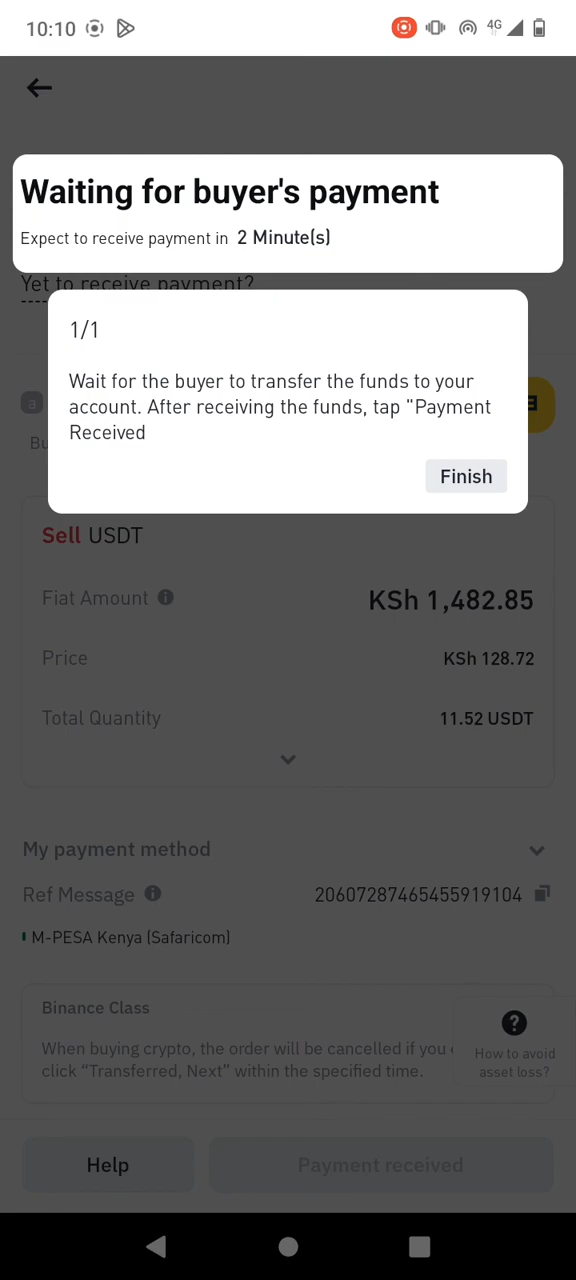 10:10
4G
Waiting for buyer's payment
Expect to receive payment in 2 Minute(s)
Yet to receive payment?
1/1
Wait for the buyer to transfer the funds to your
account. After receiving the funds, tap "Payment
Received
Finish
a
Bu
Sell USDT
Fiat Amount
KSh 1,482.85
Price
KSh 128.72
Total Quantity
11.52 USDT
My payment method
Ref Message
20607287465455919104
M-PESA Kenya (Safaricom)
Binance Class
When buying crypto, the order will be cancelled if you
click “Transferred, Next” within the specified time.
How to avoid
asset loss?
Help
Payment received